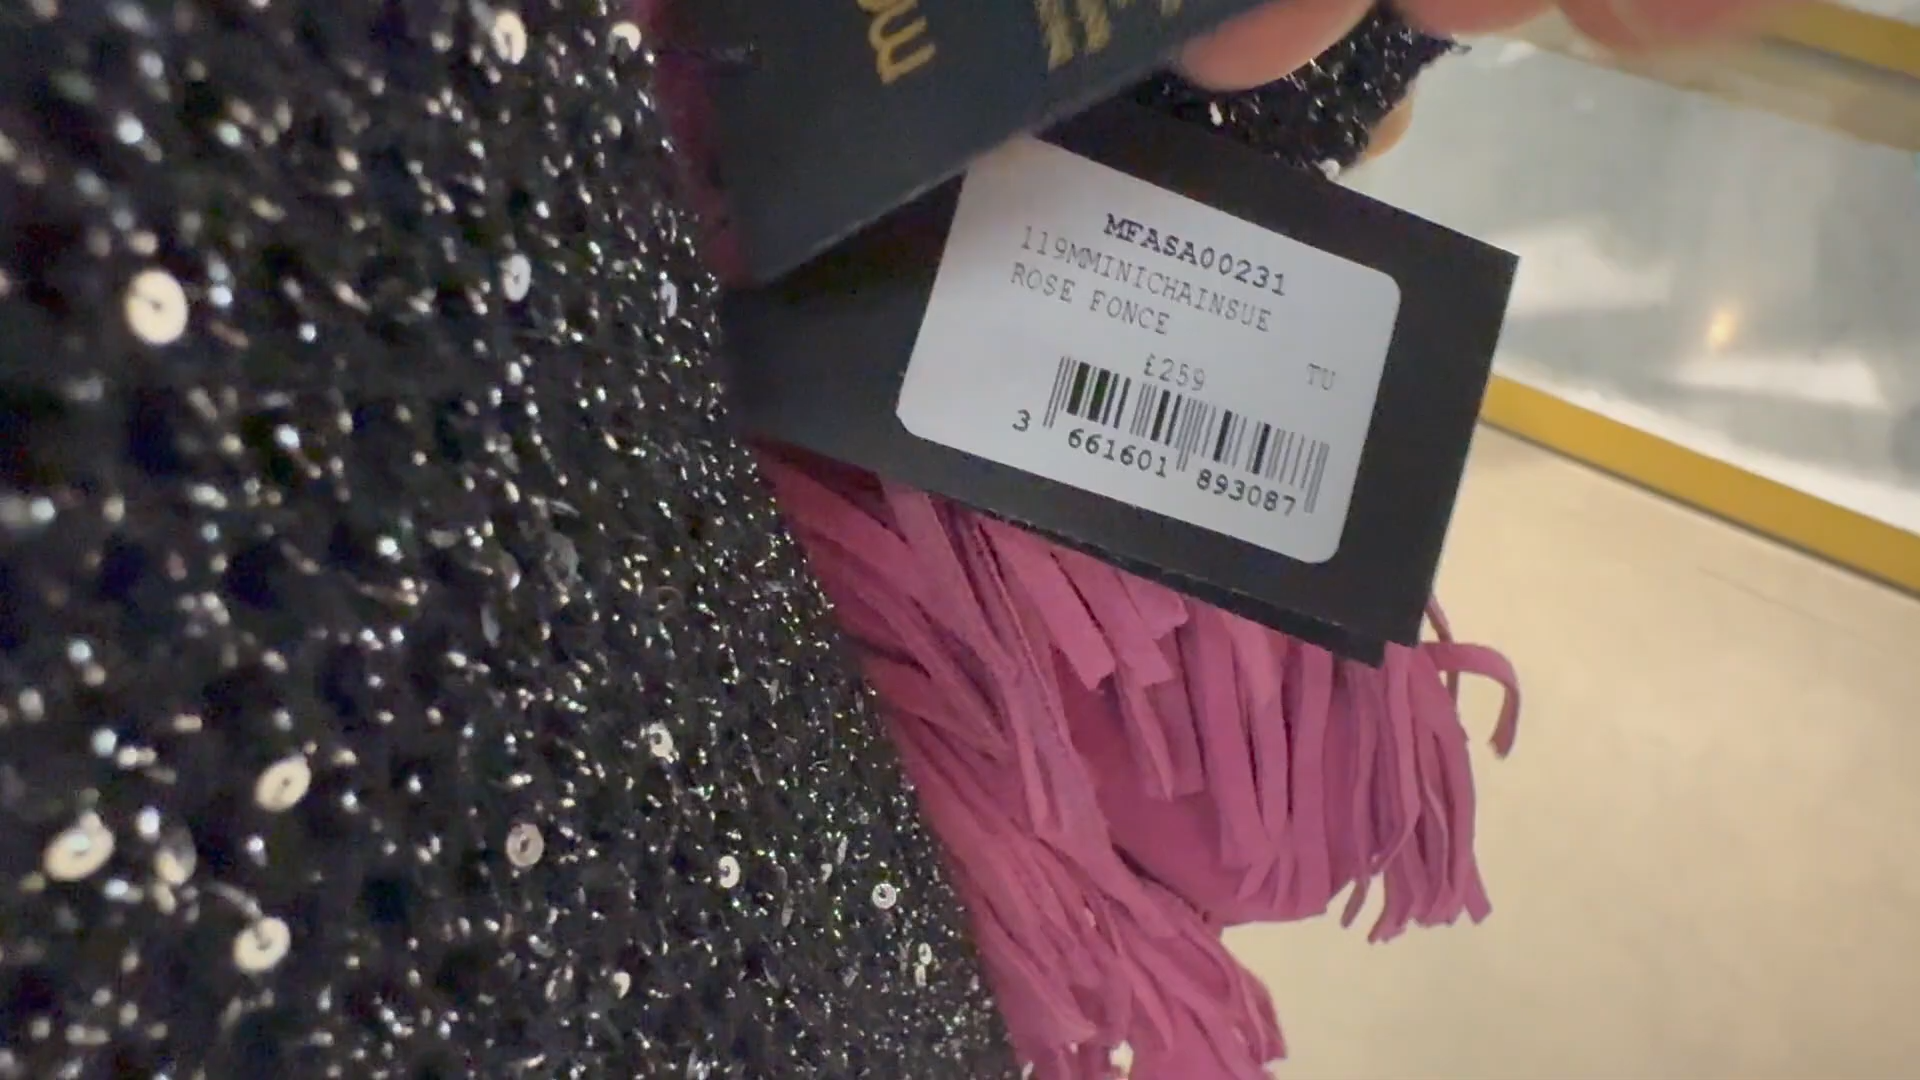 MFASA00231
119MMINICHAINSUE
ROSE FONCE
£259
TU
3 661601 893087